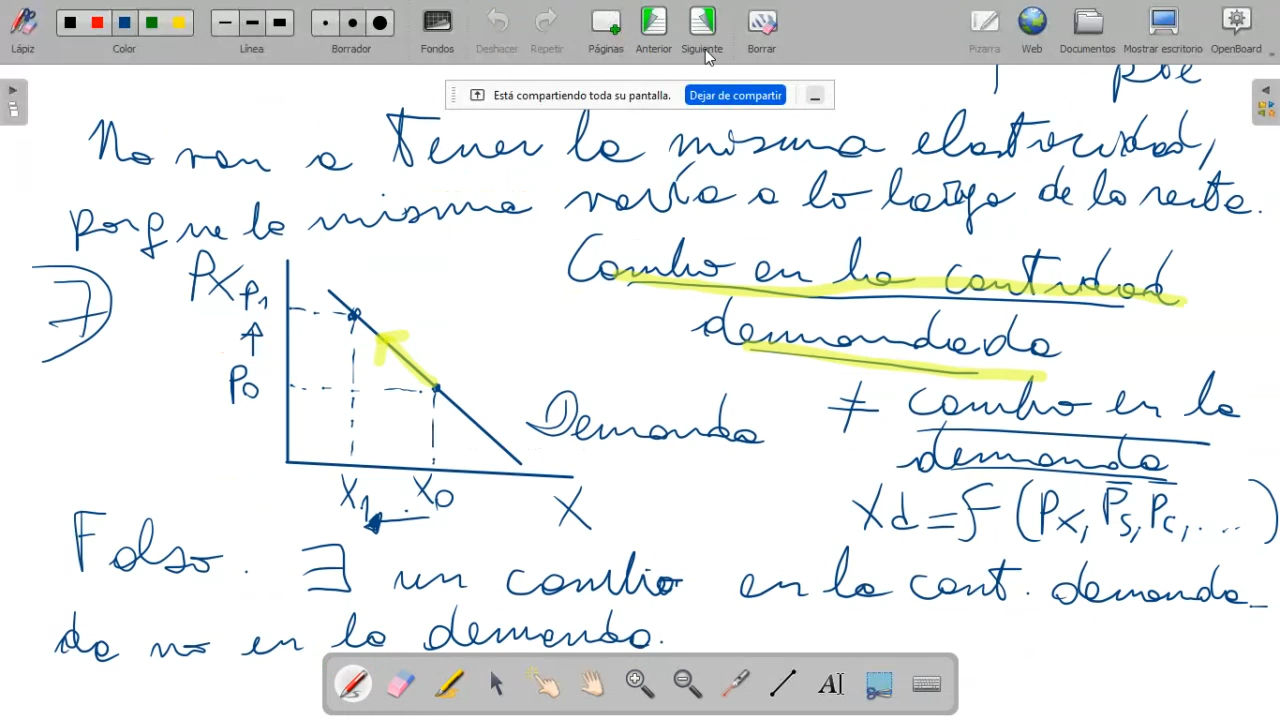 Lápiz Color Línea Borrador Fondos Deshacer Repetir Páginas Anterior Siguiente Borrar Pizarra Web Documentos Mostrar escritorio OpenBoard
Está compartiendo toda su pantalla. Dejar de compartir
No van a tener la misma elasticidad,
porque la misma varía a lo largo de la recta.
7)
Px
P1
P0
X1 X0 X
Demanda
Cambio en la cantidad
demandada
≠ cambio en la
demanda
Xd = f (Px, P̅s, P̅c, ...)
Falso. ∃ un cambio en la cant. demanda_
da no en la demanda.
AI